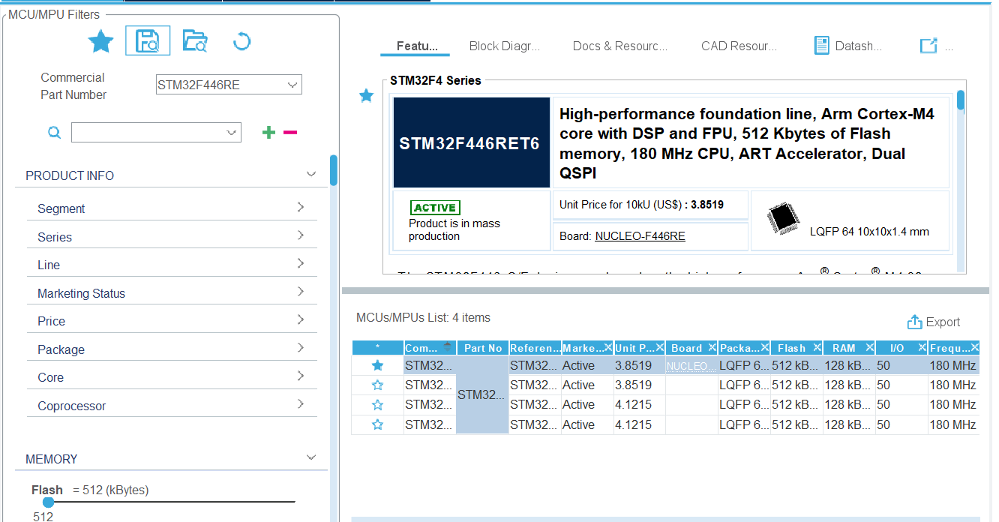 MCU/MPU Filters
Commercial
Part Number
STM32F446RE
PRODUCT INFO
Segment
Series
Line
Marketing Status
Price
Package
Core
Coprocessor
MEMORY
Flash = 512 (kBytes)
512
Featu... Block Diagr... Docs & Resourc... CAD Resour... Datash... ...
STM32F4 Series
STM32F446RET6
High-performance foundation line, Arm Cortex-M4
core with DSP and FPU, 512 Kbytes of Flash
memory, 180 MHz CPU, ART Accelerator, Dual
QSPI
ACTIVE
Product is in mass
production
Unit Price for 10kU (US$) : 3.8519
Board: NUCLEO-F446RE
LQFP 64 10x10x1.4 mm
MCUs/MPUs List: 4 items
Export
* Com... Part No Referen... Marke... Unit P... Board Packa... Flash RAM I/O Frequ...
STM32... STM32... Active 3.8519 NUCLEO... LQFP 6... 512 kB... 128 kB... 50 180 MHz
STM32... STM32... STM32... Active 3.8519 LQFP 6... 512 kB... 128 kB... 50 180 MHz
STM32... STM32... Active 4.1215 LQFP 6... 512 kB... 128 kB... 50 180 MHz
STM32... STM32... Active 4.1215 LQFP 6... 512 kB... 128 kB... 50 180 MHz